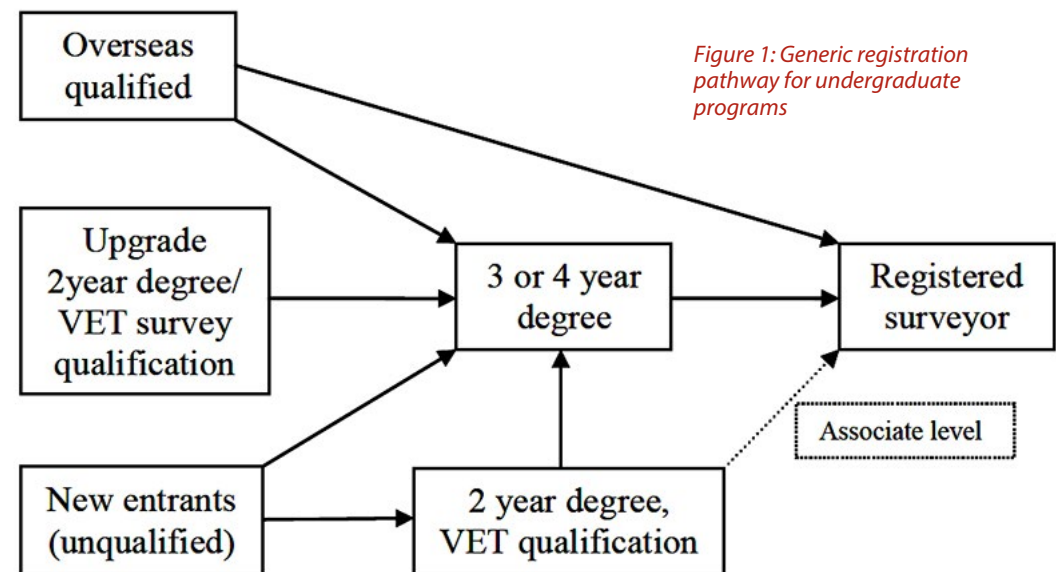 Overseas
qualified
Figure 1: Generic registration
pathway for undergraduate
programs
Upgrade
2year degree/
VET survey
qualification
3 or 4 year
degree
Registered
surveyor
Associate level
New entrants
(unqualified)
2 year degree,
VET qualification